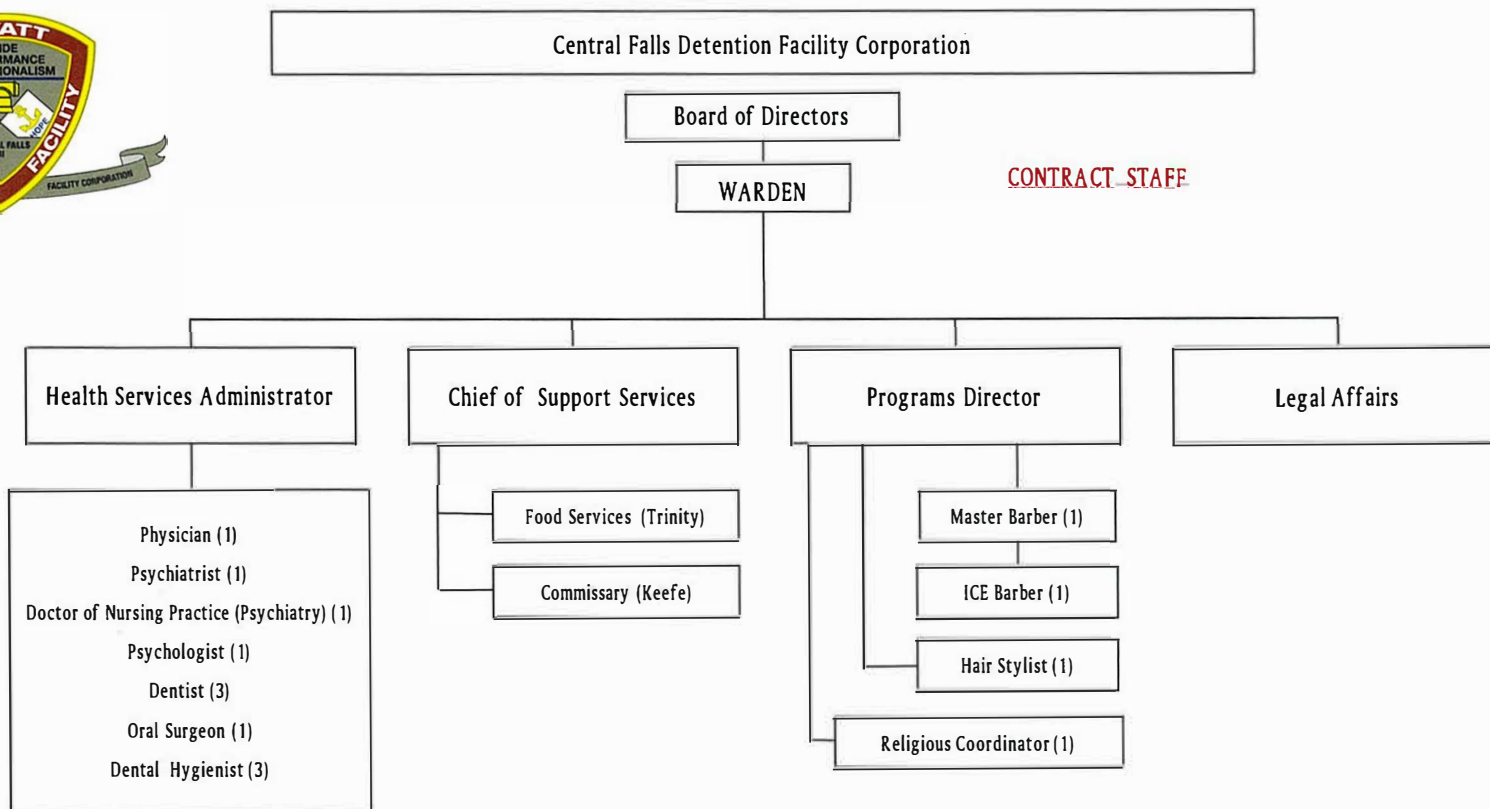 FACILITY
HOPE
FACILITY CORPORATION
Central Falls Detention Facility Corporation
Board of Directors
WARDEN
CONTRACT STAFF
Health Services Administrator
Chief of Support Services
Programs Director
Legal Affairs
Physician (1)
Psychiatrist (1)
Doctor of Nursing Practice (Psychiatry) (1)
Psychologist (1)
Dentist (3)
Oral Surgeon (1)
Dental Hygienist (3)
Food Services (Trinity)
Commissary (Keefe)
Master Barber (1)
ICE Barber (1)
Hair Stylist (1)
Religious Coordinator (1)